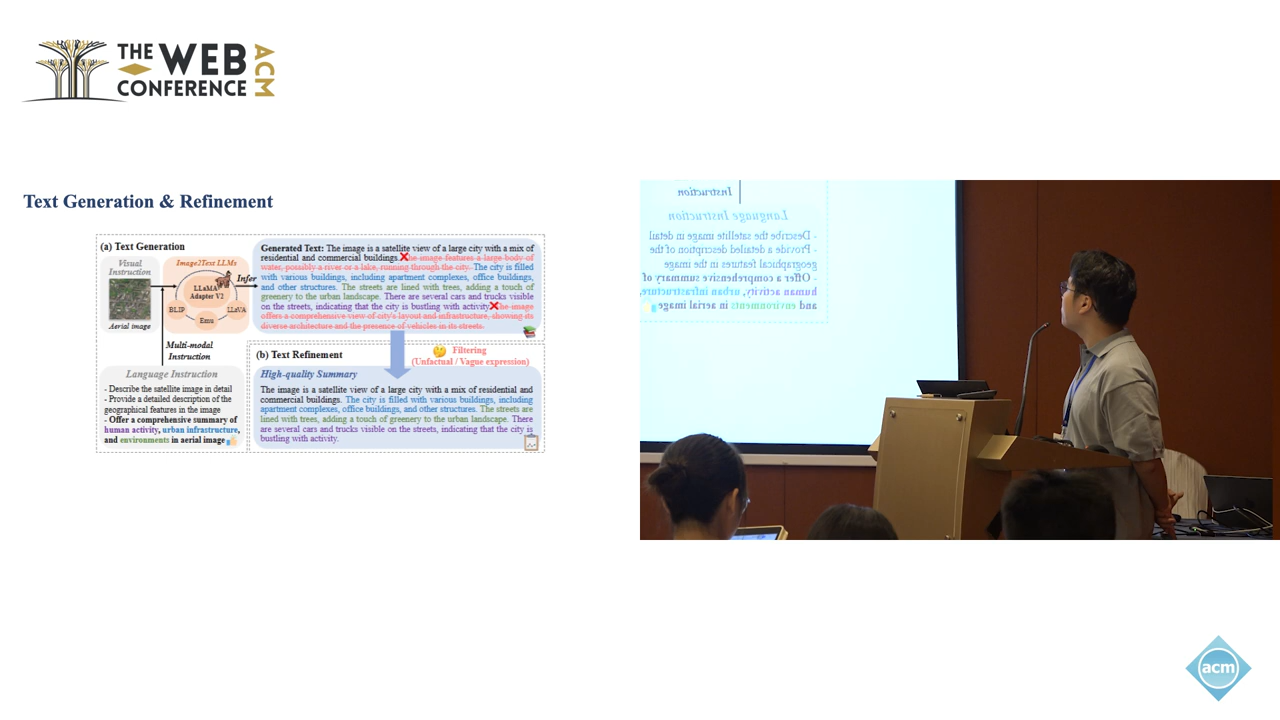 THE WEB
CONFERENCE
ACM
Text Generation & Refinement
(a) Text Generation
Visual
Instruction
Aerial image
Image2Text LLMs
LLaMA
Adapter V2
BLIP
LLaVA
Emu
Infer
Multi-modal
Instruction
Language Instruction
- Describe the satellite image in detail
- Provide a detailed description of the
geographical features in the image
- Offer a comprehensive summary of
human activity, urban infrastructure,
and environments in aerial image
Generated Text: The image is a satellite view of a large city with a mix of
residential and commercial buildings. The image features a large body of
water, possibly a river or a lake, running through the city. The city is filled
with various buildings, including apartment complexes, office buildings,
and other structures. The streets are lined with trees, adding a touch of
greenery to the urban landscape. There are several cars and trucks visible
on the streets, indicating that the city is bustling with activity. The image
offers a comprehensive view of city's layout and infrastructure, showing its
diverse architecture and the presence of vehicles in its streets.
(b) Text Refinement
Filtering
(Unfactual / Vague expression)
High-quality Summary
The image is a satellite view of a large city with a mix of residential and
commercial buildings. The city is filled with various buildings, including
apartment complexes, office buildings, and other structures. The streets are
lined with trees, adding a touch of greenery to the urban landscape. There
are several cars and trucks visible on the streets, indicating that the city is
bustling with activity.
Instruction
Language Instruction
- Describe the satellite image in detail
- Provide a detailed description of the
geographical features in the image
- Offer a comprehensive summary of
human activity, urban infrastructure,
and environments in aerial image
acm